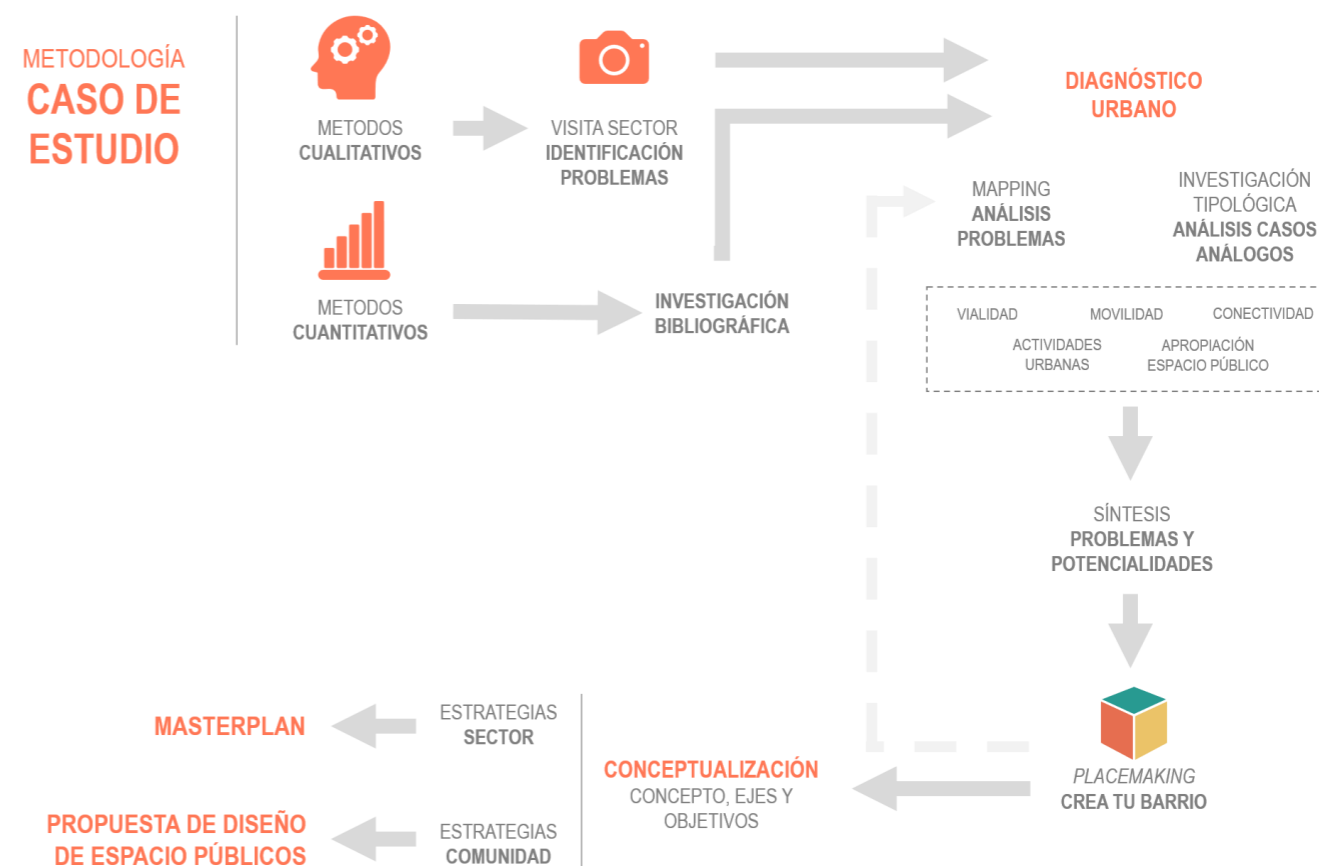 METODOLOGÍA
CASO DE
ESTUDIO
METODOS
CUALITATIVOS
VISITA SECTOR
IDENTIFICACIÓN
PROBLEMAS
METODOS
CUANTITATIVOS
INVESTIGACIÓN
BIBLIOGRÁFICA
DIAGNÓSTICO
URBANO
MAPPING
ANÁLISIS
PROBLEMAS
INVESTIGACIÓN
TIPOLÓGICA
ANÁLISIS CASOS
ANÁLOGOS
VIALIDAD
MOVILIDAD
CONECTIVIDAD
ACTIVIDADES
URBANAS
APROPIACIÓN
ESPACIO PÚBLICO
SÍNTESIS
PROBLEMAS Y
POTENCIALIDADES
PLACEMAKING
CREA TU BARRIO
CONCEPTUALIZACIÓN
CONCEPTO, EJES Y
OBJETIVOS
ESTRATEGIAS
SECTOR
MASTERPLAN
ESTRATEGIAS
COMUNIDAD
PROPUESTA DE DISEÑO
DE ESPACIO PÚBLICOS